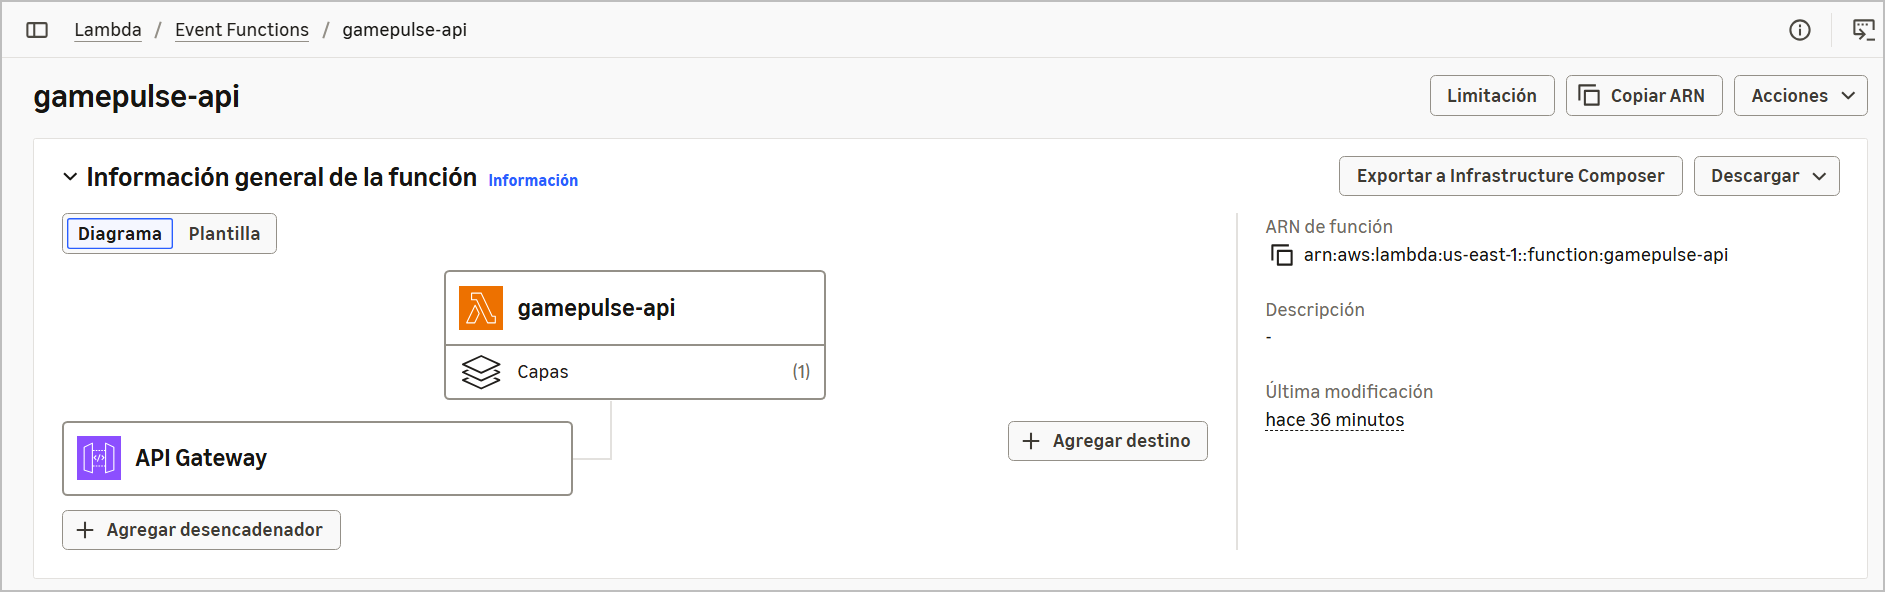 Lambda / Event Functions / gamepulse-api
gamepulse-api
Limitación
Copiar ARN
Acciones
Información general de la función Información
Exportar a Infrastructure Composer
Descargar
Diagrama
Plantilla
gamepulse-api
Capas (1)
API Gateway
+ Agregar desencadenador
+ Agregar destino
ARN de función
arn:aws:lambda:us-east-1::function:gamepulse-api
Descripción
-
Última modificación
hace 36 minutos